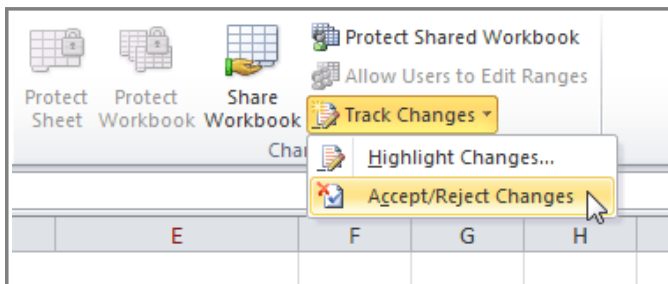 Protect Sheet
Protect Workbook
Share Workbook
Protect Shared Workbook
Allow Users to Edit Ranges
Track Changes
Highlight Changes...
Accept/Reject Changes
E F G H